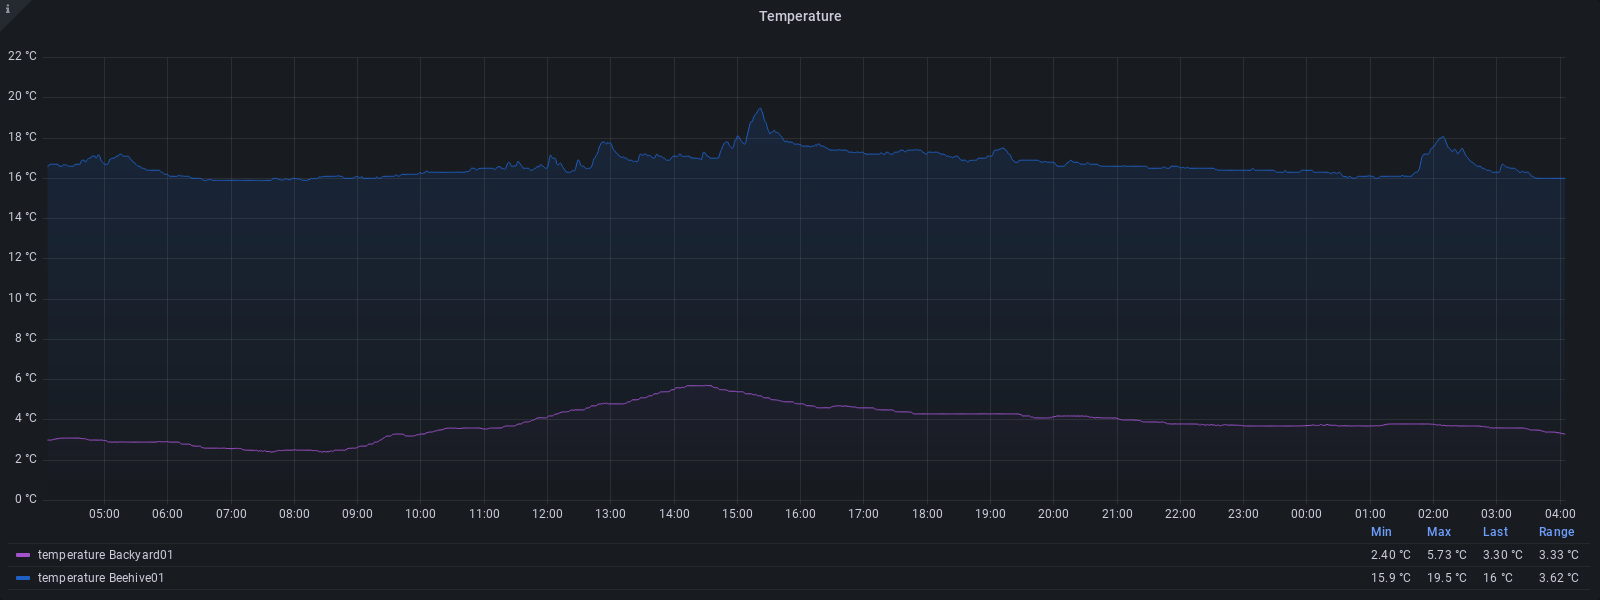 i
Temperature
22 °C
20 °C
18 °C
16 °C
14 °C
12 °C
10 °C
8 °C
6 °C
4 °C
2 °C
0 °C
05:00 06:00 07:00 08:00 09:00 10:00 11:00 12:00 13:00 14:00 15:00 16:00 17:00 18:00 19:00 20:00 21:00 22:00 23:00 00:00 01:00 02:00 03:00 04:00
Min Max Last Range
temperature Backyard01 2.40 °C 5.73 °C 3.30 °C 3.33 °C
temperature Beehive01 15.9 °C 19.5 °C 16 °C 3.62 °C